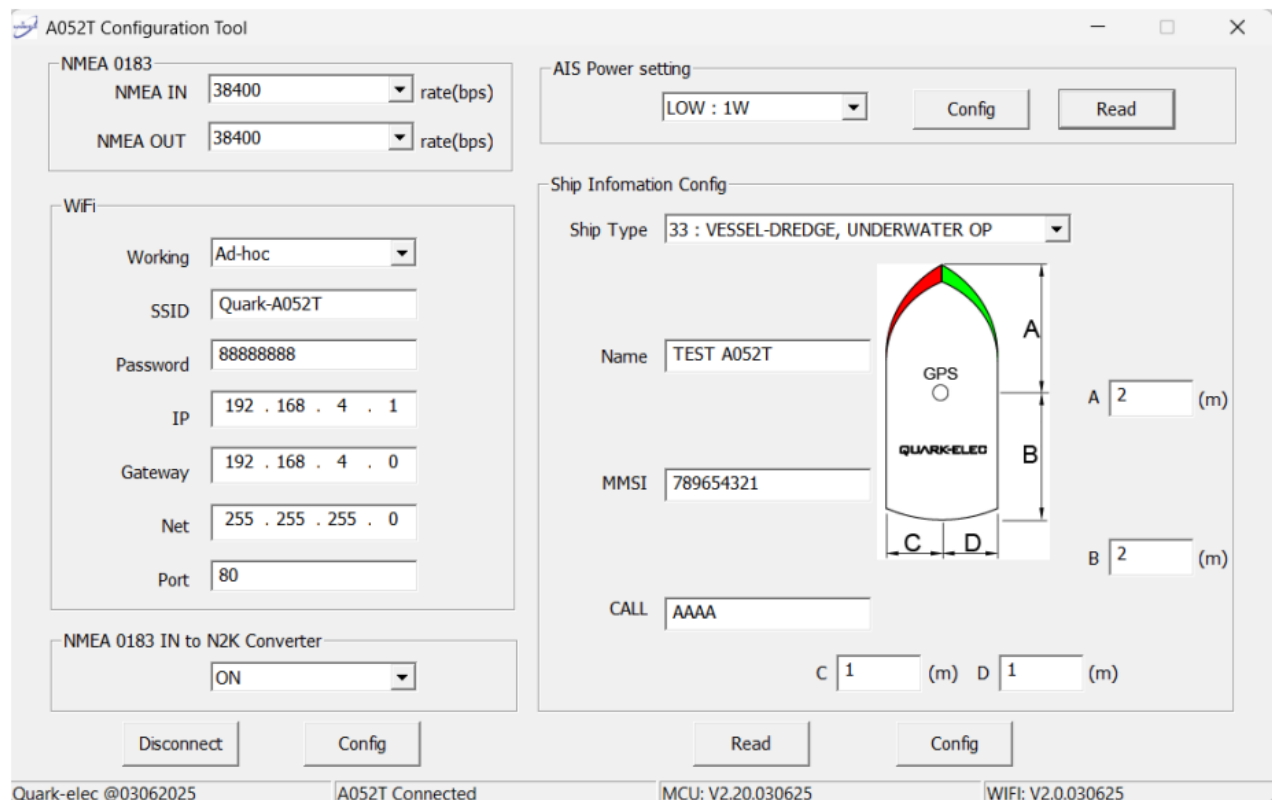 A052T Configuration Tool
NMEA 0183
NMEA IN 38400 rate(bps)
NMEA OUT 38400 rate(bps)
WiFi
Working Ad-hoc
SSID Quark-A052T
Password 88888888
IP 192 . 168 . 4 . 1
Gateway 192 . 168 . 4 . 0
Net 255 . 255 . 255 . 0
Port 80
NMEA 0183 IN to N2K Converter
ON
Disconnect Config
AIS Power setting
LOW : 1W Config Read
Ship Infomation Config
Ship Type 33 : VESSEL-DREDGE, UNDERWATER OP
Name TEST A052T
MMSI 789654321
CALL AAAA
GPS
QUARK-ELEC
A
B
C D
A 2 (m)
B 2 (m)
C 1 (m) D 1 (m)
Read Config
Quark-elec @03062025 A052T Connected MCU: V2.20.030625 WIFI: V2.0.030625